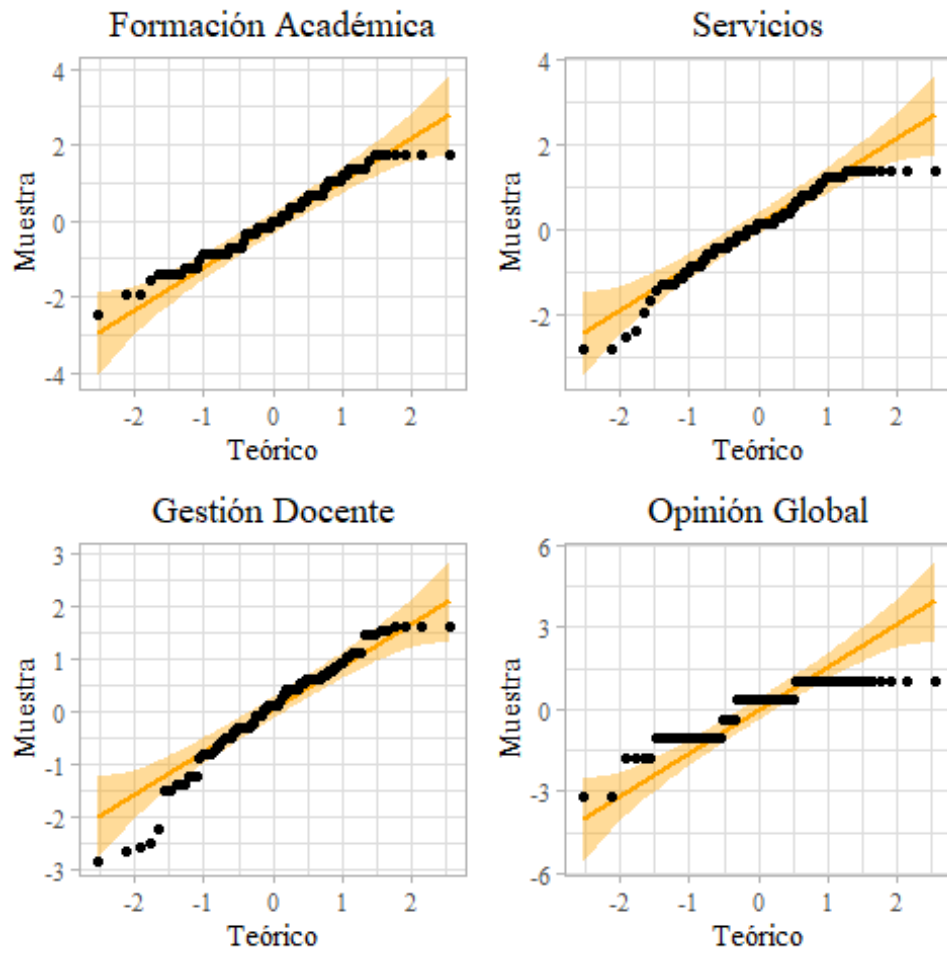 Formación Académica
Servicios
4
2
0
-2
-4
Muestra
-2 -1 0 1 2
Teórico
4
2
0
-2
Muestra
-2 -1 0 1 2
Teórico
Gestión Docente
Opinión Global
3
2
1
0
-1
-2
-3
Muestra
-2 -1 0 1 2
Teórico
6
3
0
-3
-6
Muestra
-2 -1 0 1 2
Teórico